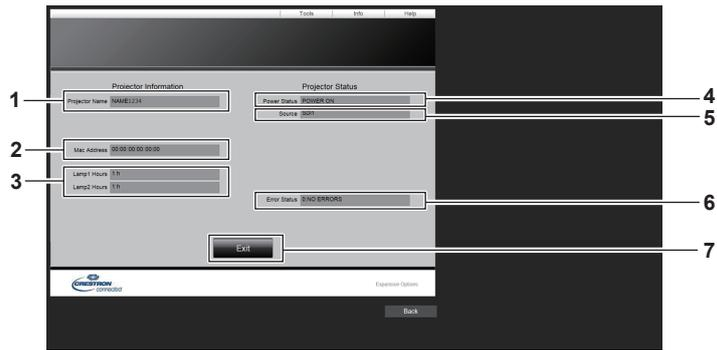 Tools Info Help
Projector Information Projector Status
1 Projector Name NAME1234 Power Status POWER ON 4
Source SDI1 5
2 Mac Address 00:00:00:00:00:00
3 Lamp1 Hours 1 h
Lamp2 Hours 1 h
Error Status 0:NO ERRORS 6
Exit 7
CRESTRON connected Expansion Options
Back